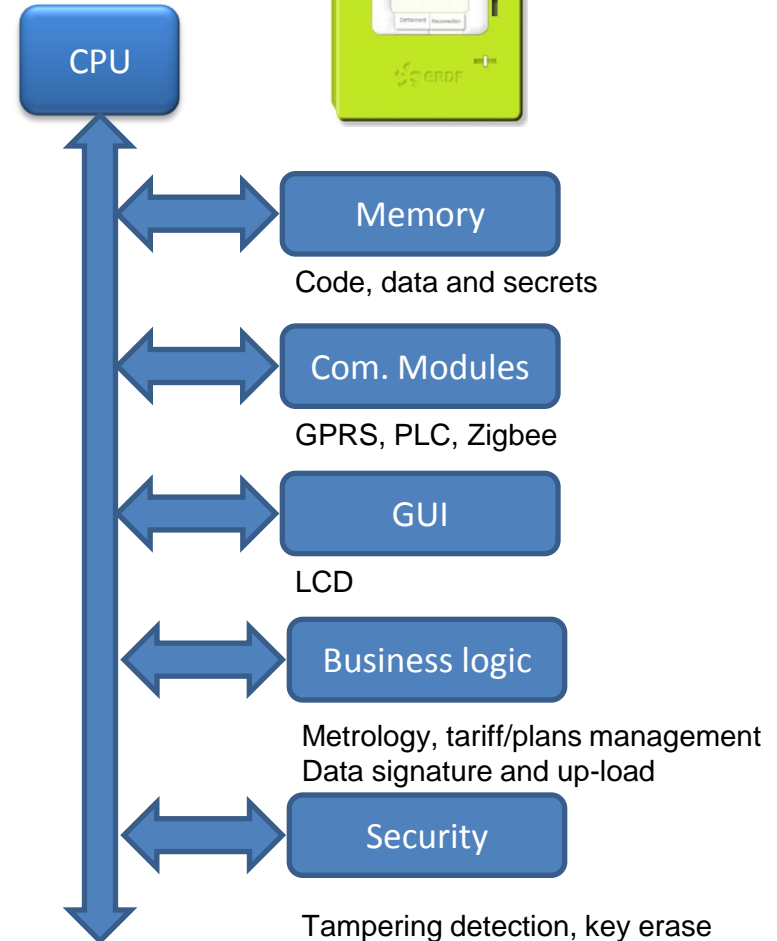 CPU
GRDF
Memory
Code, data and secrets
Com. Modules
GPRS, PLC, Zigbee
GUI
LCD
Business logic
Metrology, tariff/plans management
Data signature and up-load
Security
Tampering detection, key erase